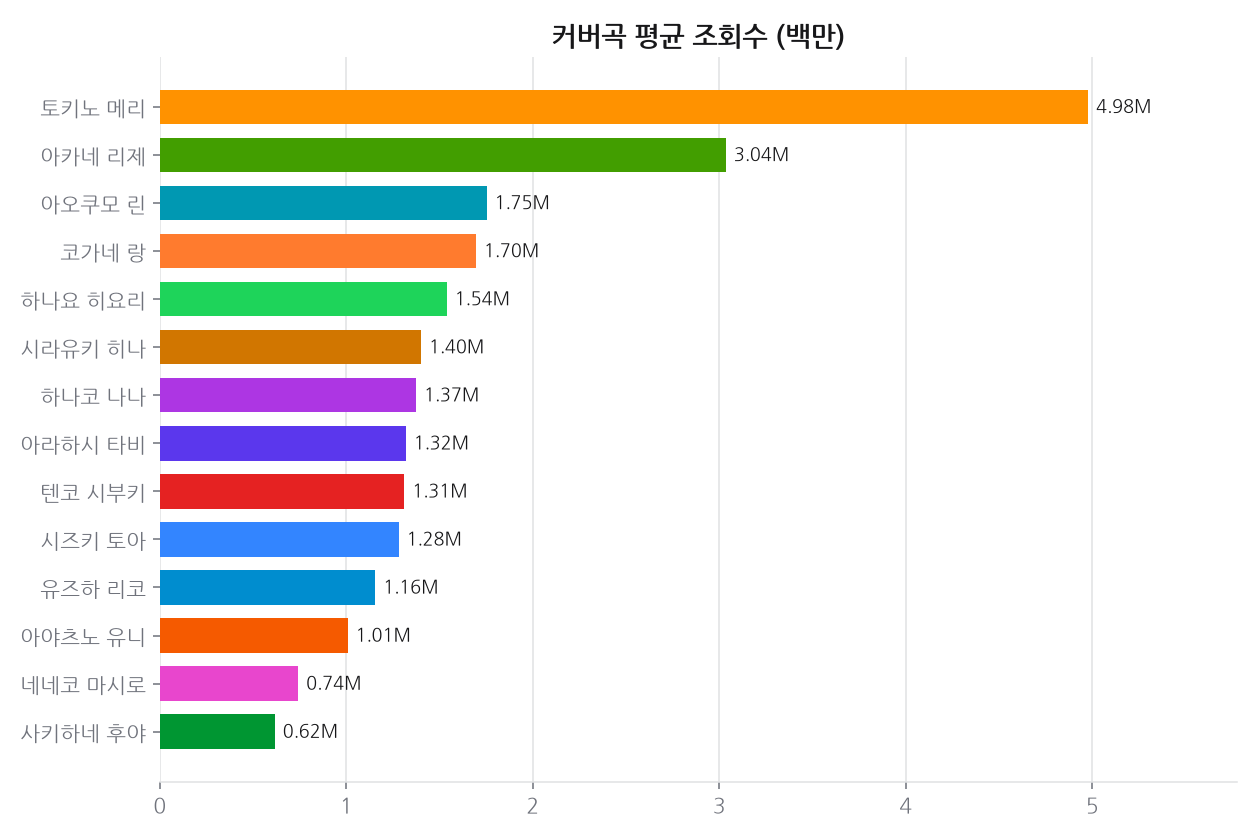 커버곡 평균 조회수 (백만)
토키노 메리 4.98M
아카네 리제 3.04M
아오쿠모 린 1.75M
코가네 랑 1.70M
하나요 히요리 1.54M
시라유키 히나 1.40M
하나코 나나 1.37M
아라하시 타비 1.32M
텐코 시부키 1.31M
시즈키 토아 1.28M
유즈하 리코 1.16M
아야츠노 유니 1.01M
네네코 마시로 0.74M
사키하네 후야 0.62M
0 1 2 3 4 5